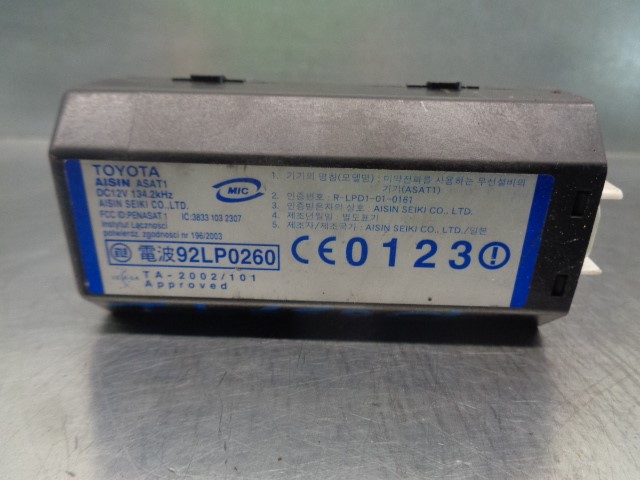 TOYOTA
AISIN ASAT1
DC12V 134.2kHz
AISIN SEIKI CO., LTD.
FCC ID:PENASAT1 IC:3833 103 2307
Instytut Łączności
potwierdz. zgodności nr 196/2003
MIC
1. 기기의 명칭(모델명) : 미약전파를 사용하는 무선설비의
기기(ASAT1)
2. 인증번호 : R-LPD1-01-0161
3. 인증받은자의 상호 : AISIN SEIKI CO., LTD.
4. 제조년월일 : 별도표기
5. 제조자/제조국가 : AISIN SEIKI CO., LTD./일본
電波92LP0260
CE0123
TA-2002/101
Approved